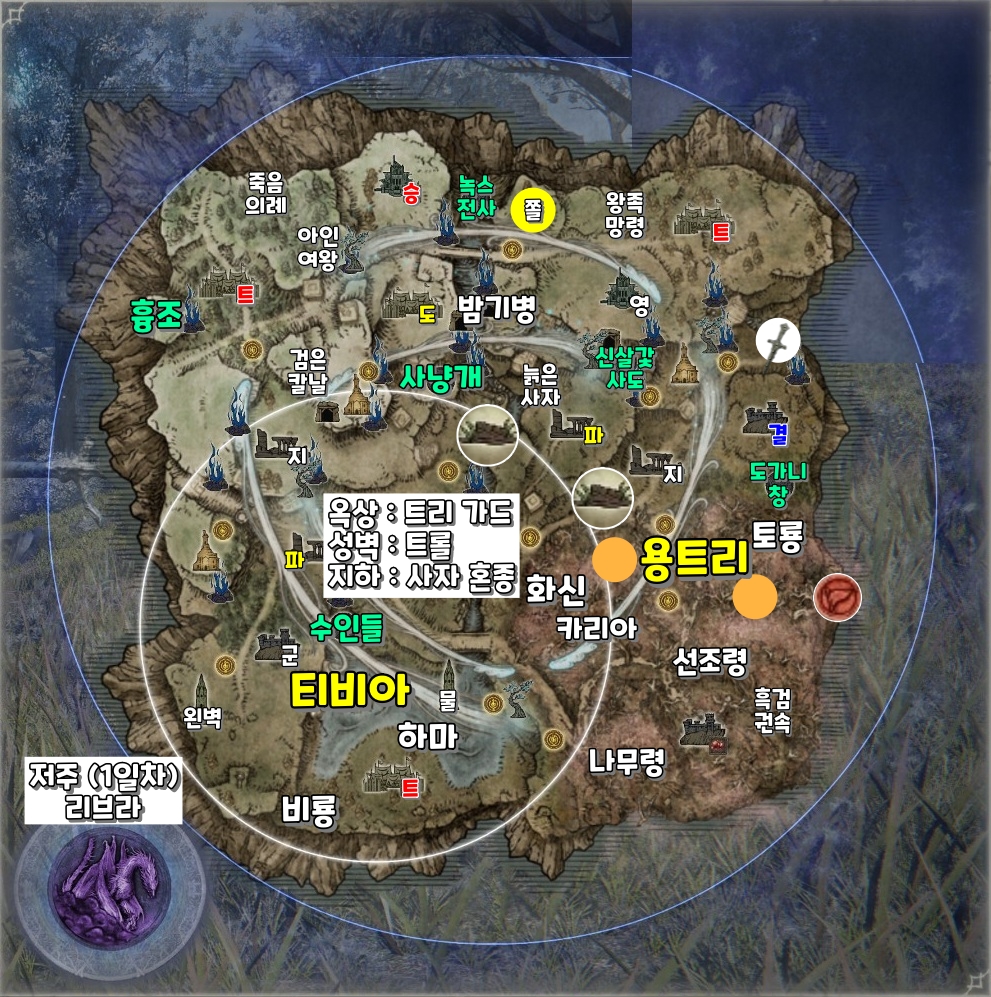 죽음
의례
승
녹스
전사
쫄
왕족
망령
트
아인
여왕
트
흉조
도
밤기병
영
검은
칼날
사냥개
늙은
사자
신살갗
사도
지
파
지
결
도가니
창
옥상 : 트리 가드
성벽 : 트롤
지하 : 사자 혼종
파
용트리
토룡
화신
카리아
수인들
군
티비아
물
선조령
흑검
권속
왼벽
하마
나무령
트
비룡
저주 (1일차)
리브라